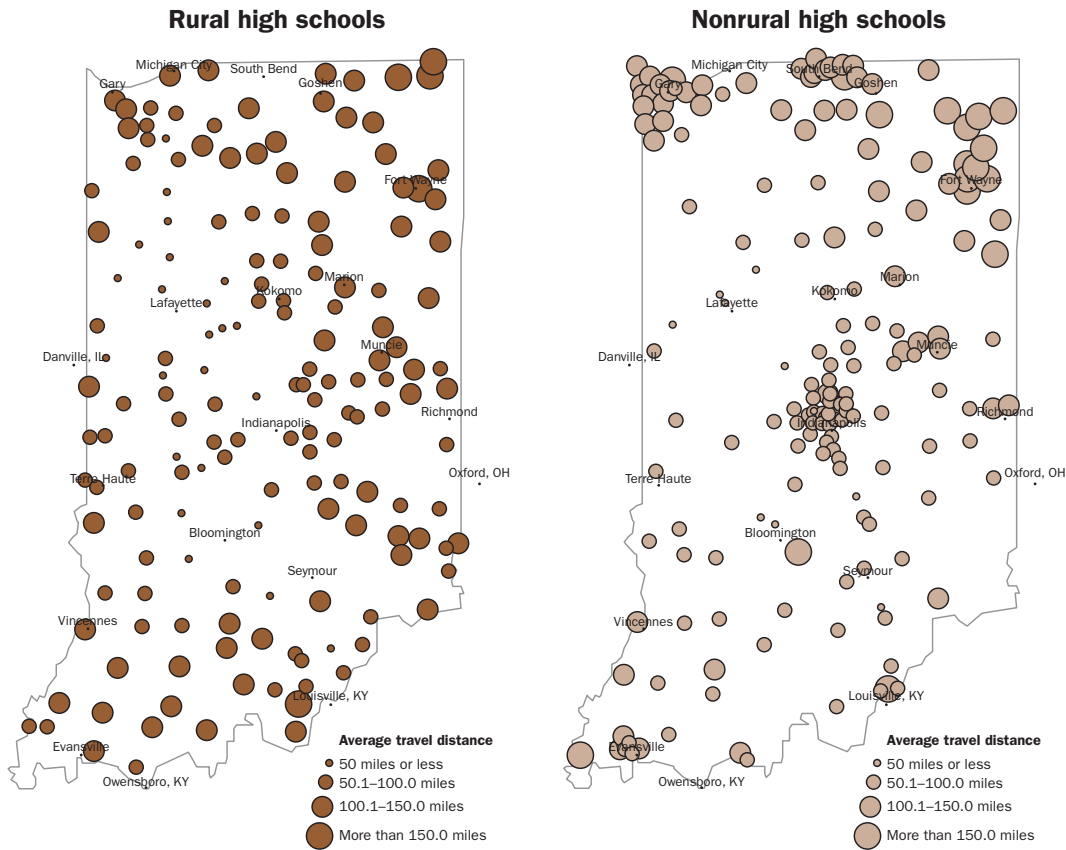 Rural high schools
Michigan City
South Bend
Gary
Goshen
Fort Wayne
Marion
Kokomo
Lafayette
Muncie
Danville, IL
Richmond
Indianapolis
Oxford, OH
Terre Haute
Bloomington
Seymour
Vincennes
Louisville, KY
Evansville
Owensboro, KY
Average travel distance
50 miles or less
50.1–100.0 miles
100.1–150.0 miles
More than 150.0 miles
Nonrural high schools
Michigan City
South Bend
Gary
Goshen
Fort Wayne
Marion
Kokomo
Lafayette
Muncie
Danville, IL
Richmond
Indianapolis
Oxford, OH
Terre Haute
Bloomington
Seymour
Vincennes
Louisville, KY
Evansville
Owensboro, KY
Average travel distance
50 miles or less
50.1–100.0 miles
100.1–150.0 miles
More than 150.0 miles